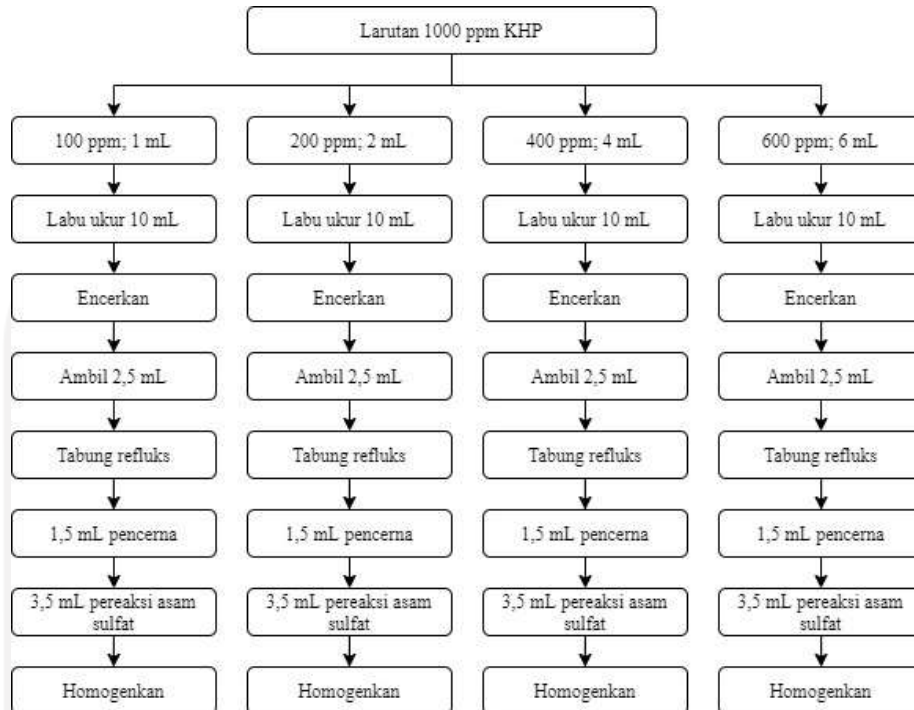 Larutan 1000 ppm KHP
100 ppm; 1 mL
200 ppm; 2 mL
400 ppm; 4 mL
600 ppm; 6 mL
Labu ukur 10 mL
Labu ukur 10 mL
Labu ukur 10 mL
Labu ukur 10 mL
Encerkan
Encerkan
Encerkan
Encerkan
Ambil 2,5 mL
Ambil 2,5 mL
Ambil 2,5 mL
Ambil 2,5 mL
Tabung refluks
Tabung refluks
Tabung refluks
Tabung refluks
1,5 mL pencerna
1,5 mL pencerna
1,5 mL pencerna
1,5 mL pencerna
3,5 mL pereaksi asam
sulfat
3,5 mL pereaksi asam
sulfat
3,5 mL pereaksi asam
sulfat
3,5 mL pereaksi asam
sulfat
Homogenkan
Homogenkan
Homogenkan
Homogenkan